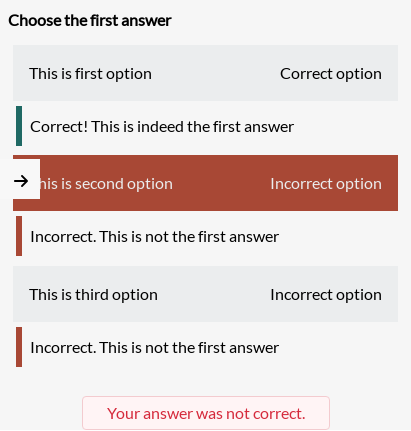 Choose the first answer
This is first option Correct option
Correct! This is indeed the first answer
his is second option Incorrect option
Incorrect. This is not the first answer
This is third option Incorrect option
Incorrect. This is not the first answer
Your answer was not correct.